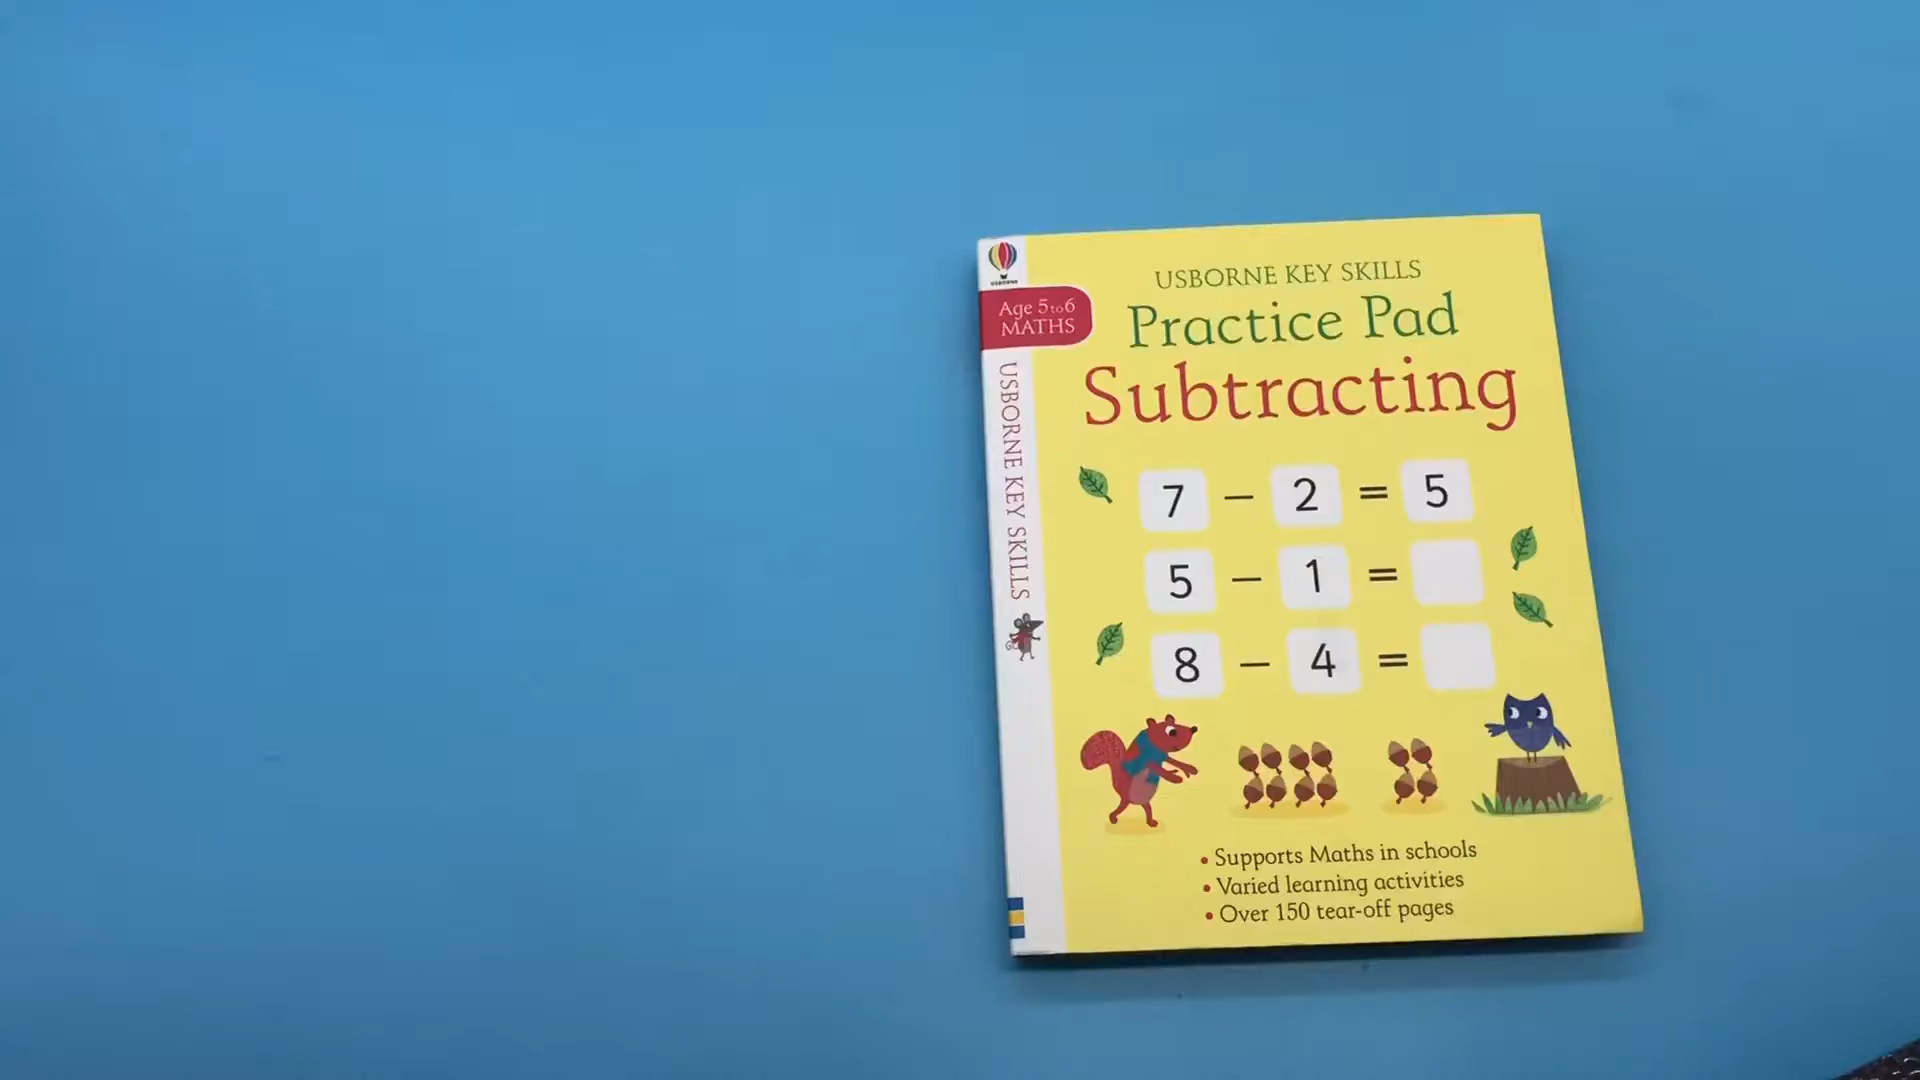 USBORNE
Age 5 to 6
MATHS
USBORNE KEY SKILLS
USBORNE KEY SKILLS
Practice Pad
Subtracting
7 – 2 = 5
5 – 1 =
8 – 4 =
• Supports Maths in schools
• Varied learning activities
• Over 150 tear-off pages